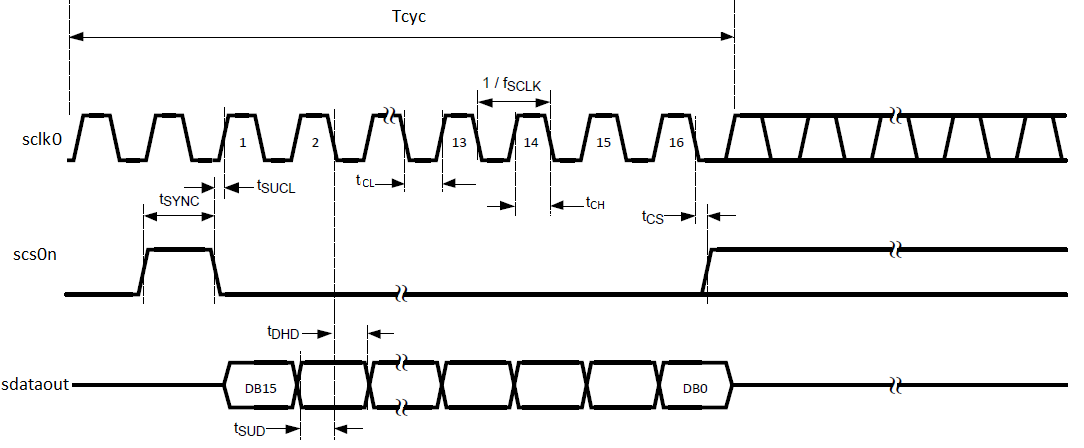 Tcyc
1 / fSCLK
sclk0
1
2
13
14
15
16
tSUCL
tCL
tSYNC
tCH
tCS
scs0n
tDHD
sdataout
DB15
DB0
tSUD